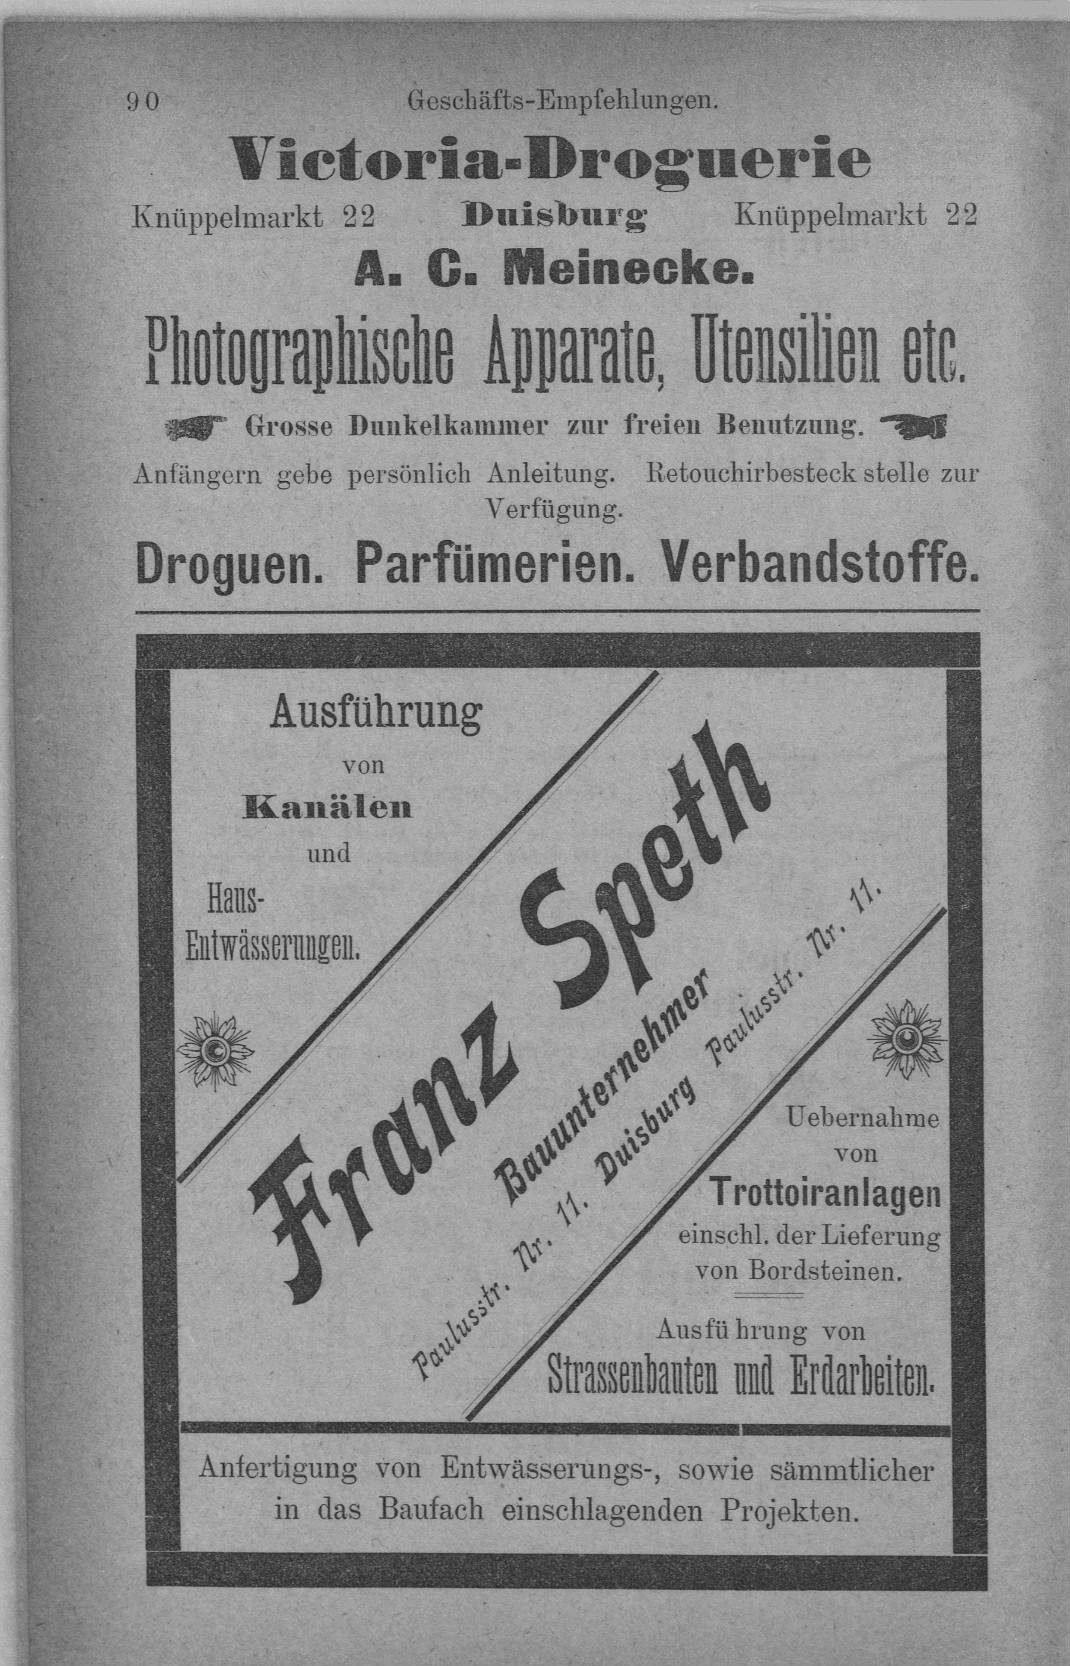 90 Geschäfts-Empfehlungen.
Victoria-Droguerie
Knüppelmarkt 22 Duisburg Knüppelmarkt 22
A. C. Meinecke.
Photographische Apparate, Utensilien etc.
Grosse Dunkelkammer zur freien Benutzung.
Anfängern gebe persönlich Anleitung. Retouchirbesteck stelle zur
Verfügung.
Droguen. Parfümerien. Verbandstoffe.
Ausführung
von
Kanälen
und
Haus-
Entwässerungen.
Franz Speth
Bauunternehmer
Paulusstr. Nr. 11. Duisburg Paulusstr. Nr. 11.
Uebernahme
von
Trottoiranlagen
einschl. der Lieferung
von Bordsteinen.
Ausführung von
Strassenbauten und Erdarbeiten.
Anfertigung von Entwässerungs-, sowie sämmtlicher
in das Baufach einschlagenden Projekten.